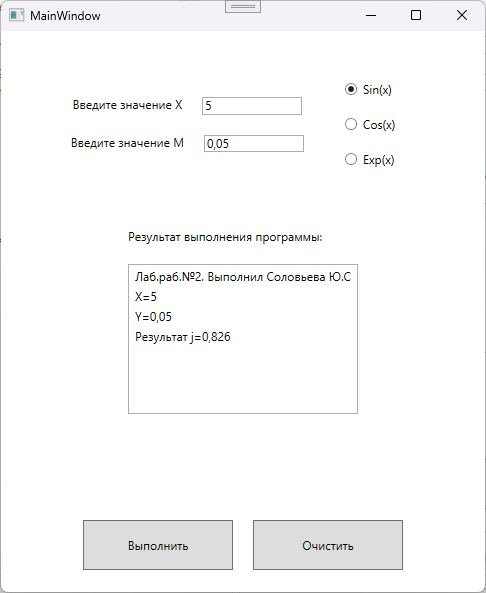 MainWindow
Sin(x)
Введите значение X 5
Cos(x)
Введите значение M 0,05
Exp(x)
Результат выполнения программы:
Лаб.раб.№2. Выполнил Соловьева Ю.С
X=5
Y=0,05
Результат j=0,826
Выполнить Очистить